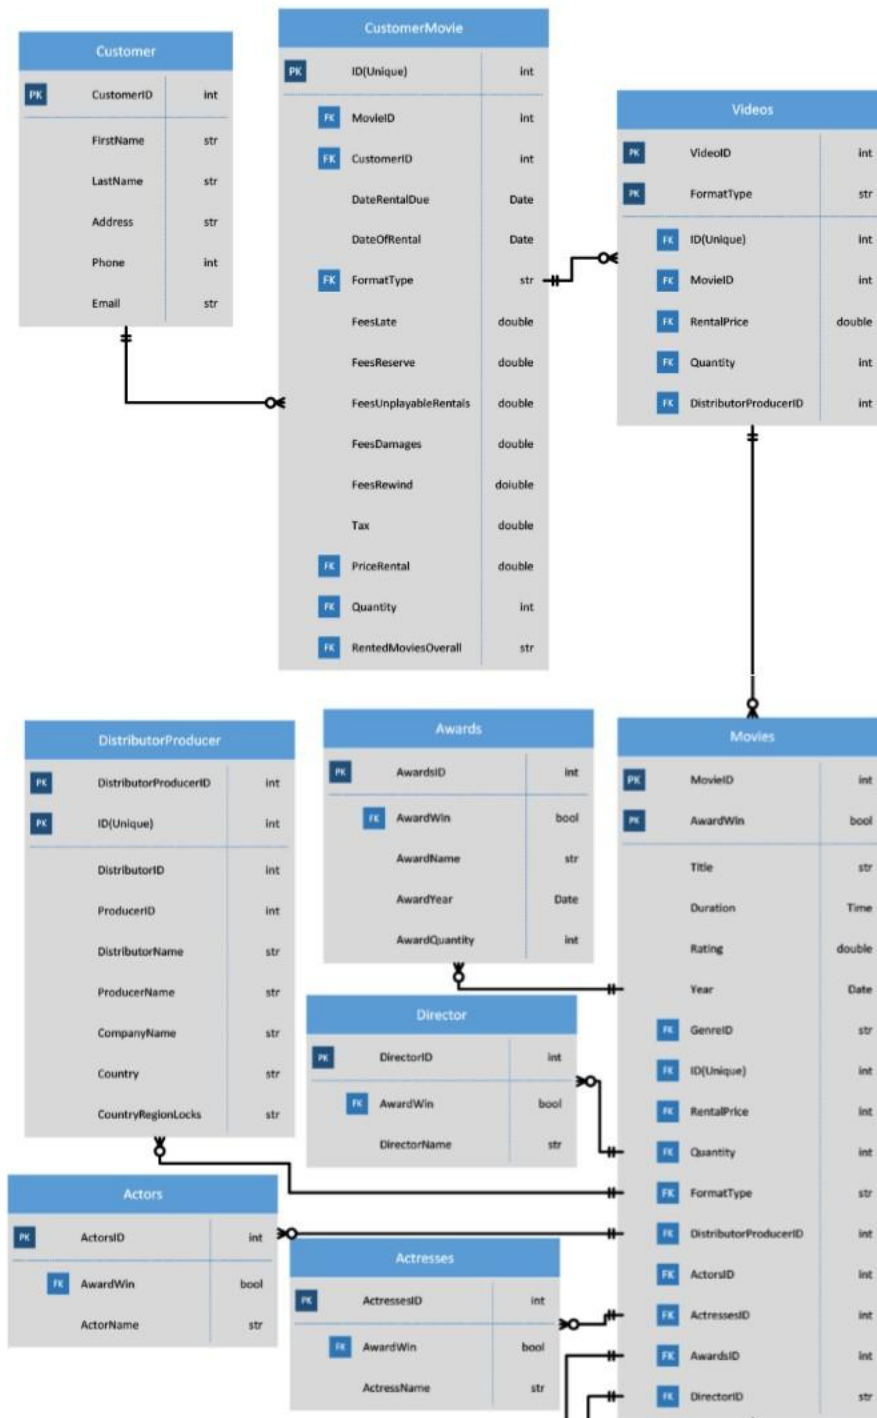 Customer
PK CustomerID int
FirstName str
LastName str
Address str
Phone int
Email str
CustomerMovie
PK ID(Unique) int
FK MovieID int
FK CustomerID int
DateRentalDue Date
DateOfRental Date
FK FormatType str
FeesLate double
FeesReserve double
FeesUnplayableRentals double
FeesDamages double
FeesRewind doiuble
Tax double
FK PriceRental double
FK Quantity int
FK RentedMoviesOverall str
Videos
PK VideoID int
PK FormatType str
FK ID(Unique) int
FK MovieID int
FK RentalPrice double
FK Quantity int
FK DistributorProducerID int
DistributorProducer
PK DistributorProducerID int
PK ID(Unique) int
DistributorID int
ProducerID int
DistributorName str
ProducerName str
CompanyName str
Country str
CountryRegionLocks str
Awards
PK AwardsID int
FK AwardWin bool
AwardName str
AwardYear Date
AwardQuantity int
Director
PK DirectorID int
FK AwardWin bool
DirectorName str
Movies
PK MovieID int
PK AwardWin bool
Title str
Duration Time
Rating double
Year Date
FK GenreID str
FK ID(Unique) int
FK RentalPrice int
FK Quantity int
FK FormatType str
FK DistributorProducerID int
FK ActorsID int
FK ActressesID int
FK AwardsID int
FK DirectorID str
Actors
PK ActorsID int
FK AwardWin bool
ActorName str
Actresses
PK ActressesID int
FK AwardWin bool
ActressName str